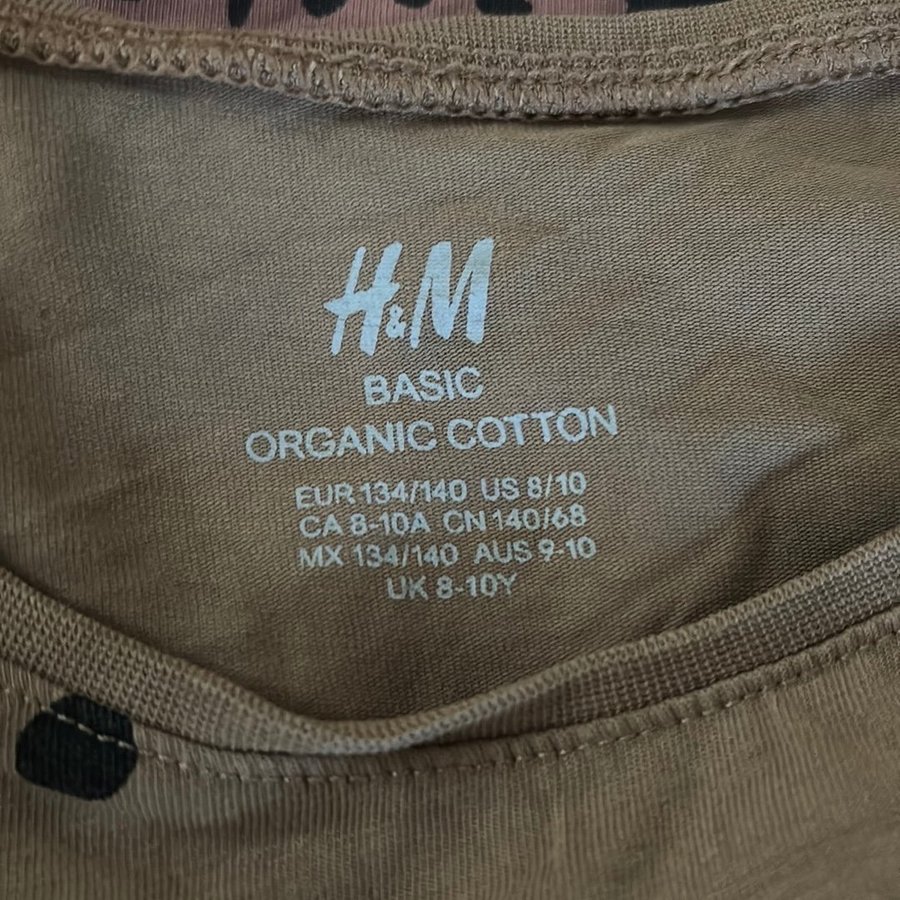 H&M
BASIC
ORGANIC COTTON
EUR 134/140 US 8/10
CA 8-10A CN 140/68
MX 134/140 AUS 9-10
UK 8-10Y